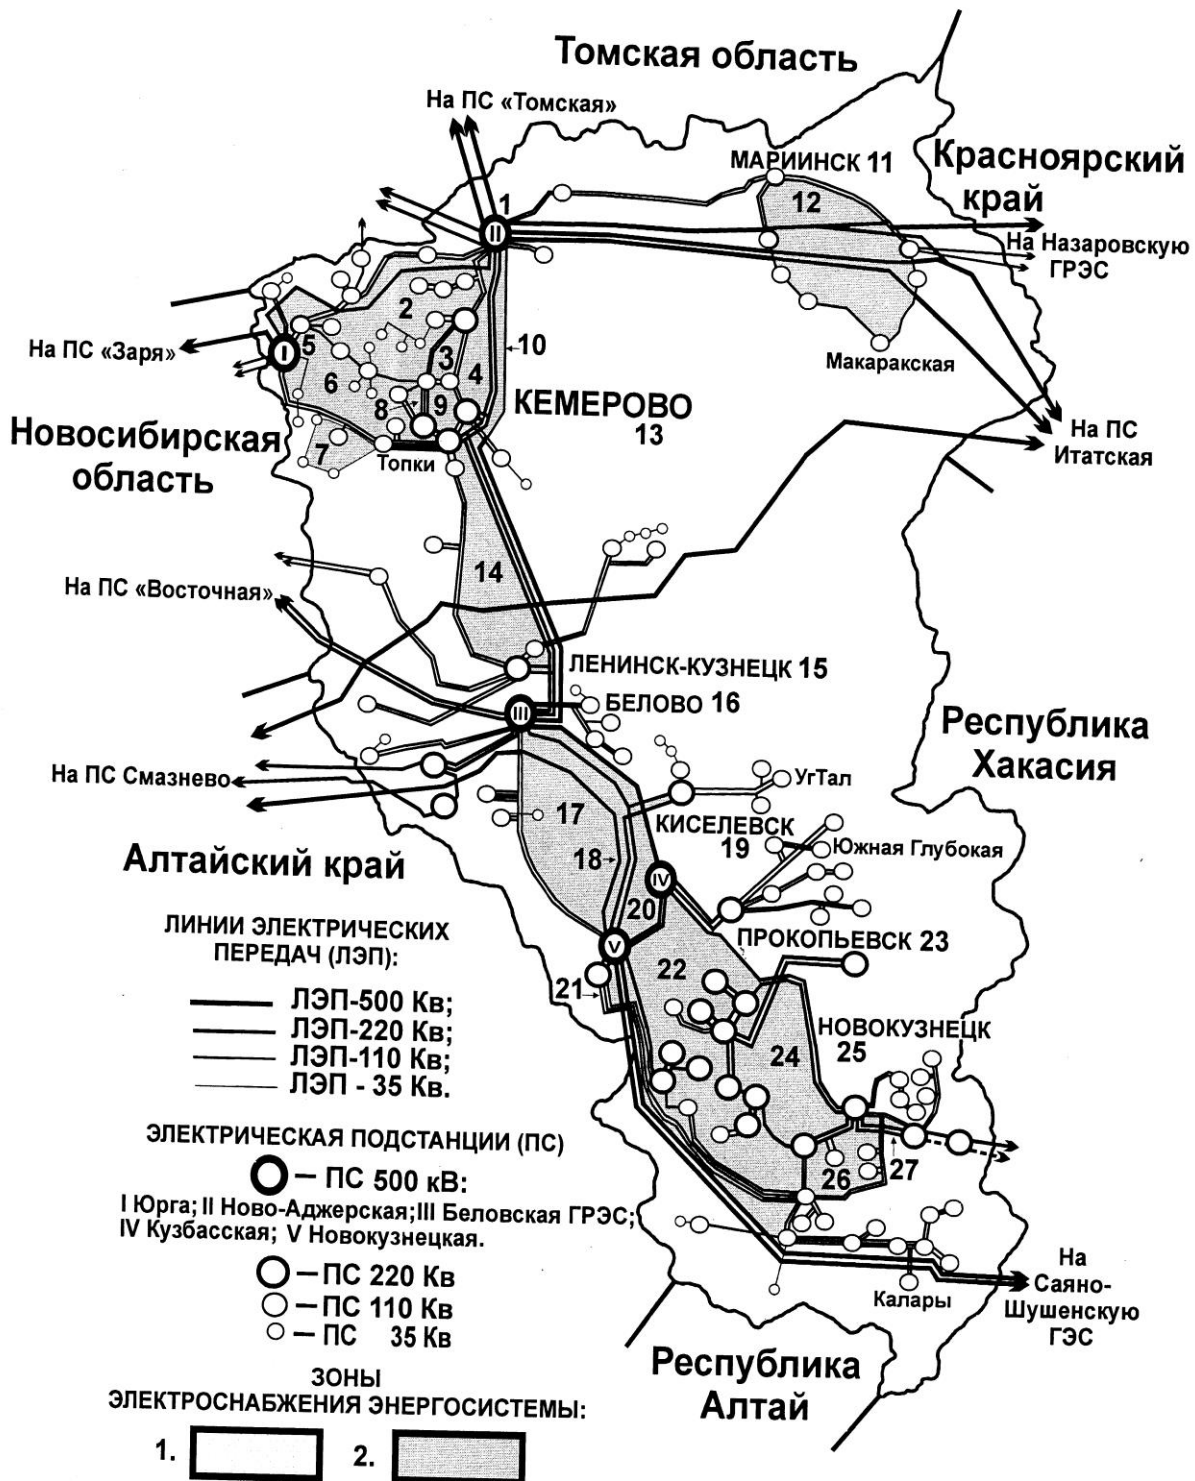 Томская область
На ПС «Томская»
МАРИИНСК 11
Красноярский
край
1
II
12
На Назаровскую
ГРЭС
2
5
I
На ПС «Заря»
3
10
6
4
8
9
Макаракская
КЕМЕРОВО
13
Новосибирская
область
7
Топки
На ПС
Итатская
14
На ПС «Восточная»
ЛЕНИНСК-КУЗНЕЦК 15
III
БЕЛОВО 16
Республика
Хакасия
На ПС Смазнево
УгТал
17
КИСЕЛЕВСК
19
18
Южная Глубокая
Алтайский край
IV
20
V
ПРОКОПЬЕВСК 23
22
21
НОВОКУЗНЕЦК
25
24
26
27
ЛИНИИ ЭЛЕКТРИЧЕСКИХ
ПЕРЕДАЧ (ЛЭП):
ЛЭП-500 Кв;
ЛЭП-220 Кв;
ЛЭП-110 Кв;
ЛЭП - 35 Кв.
ЭЛЕКТРИЧЕСКАЯ ПОДСТАНЦИИ (ПС)
– ПС 500 кВ:
I Юрга; II Ново-Аджерская; III Беловская ГРЭС;
IV Кузбасская; V Новокузнецкая.
– ПС 220 Кв
– ПС 110 Кв
– ПС 35 Кв
Калары
На
Саяно-
Шушенскую
ГЭС
Республика
Алтай
ЗОНЫ
ЭЛЕКТРОСНАБЖЕНИЯ ЭНЕРГОСИСТЕМЫ:
1.
2.